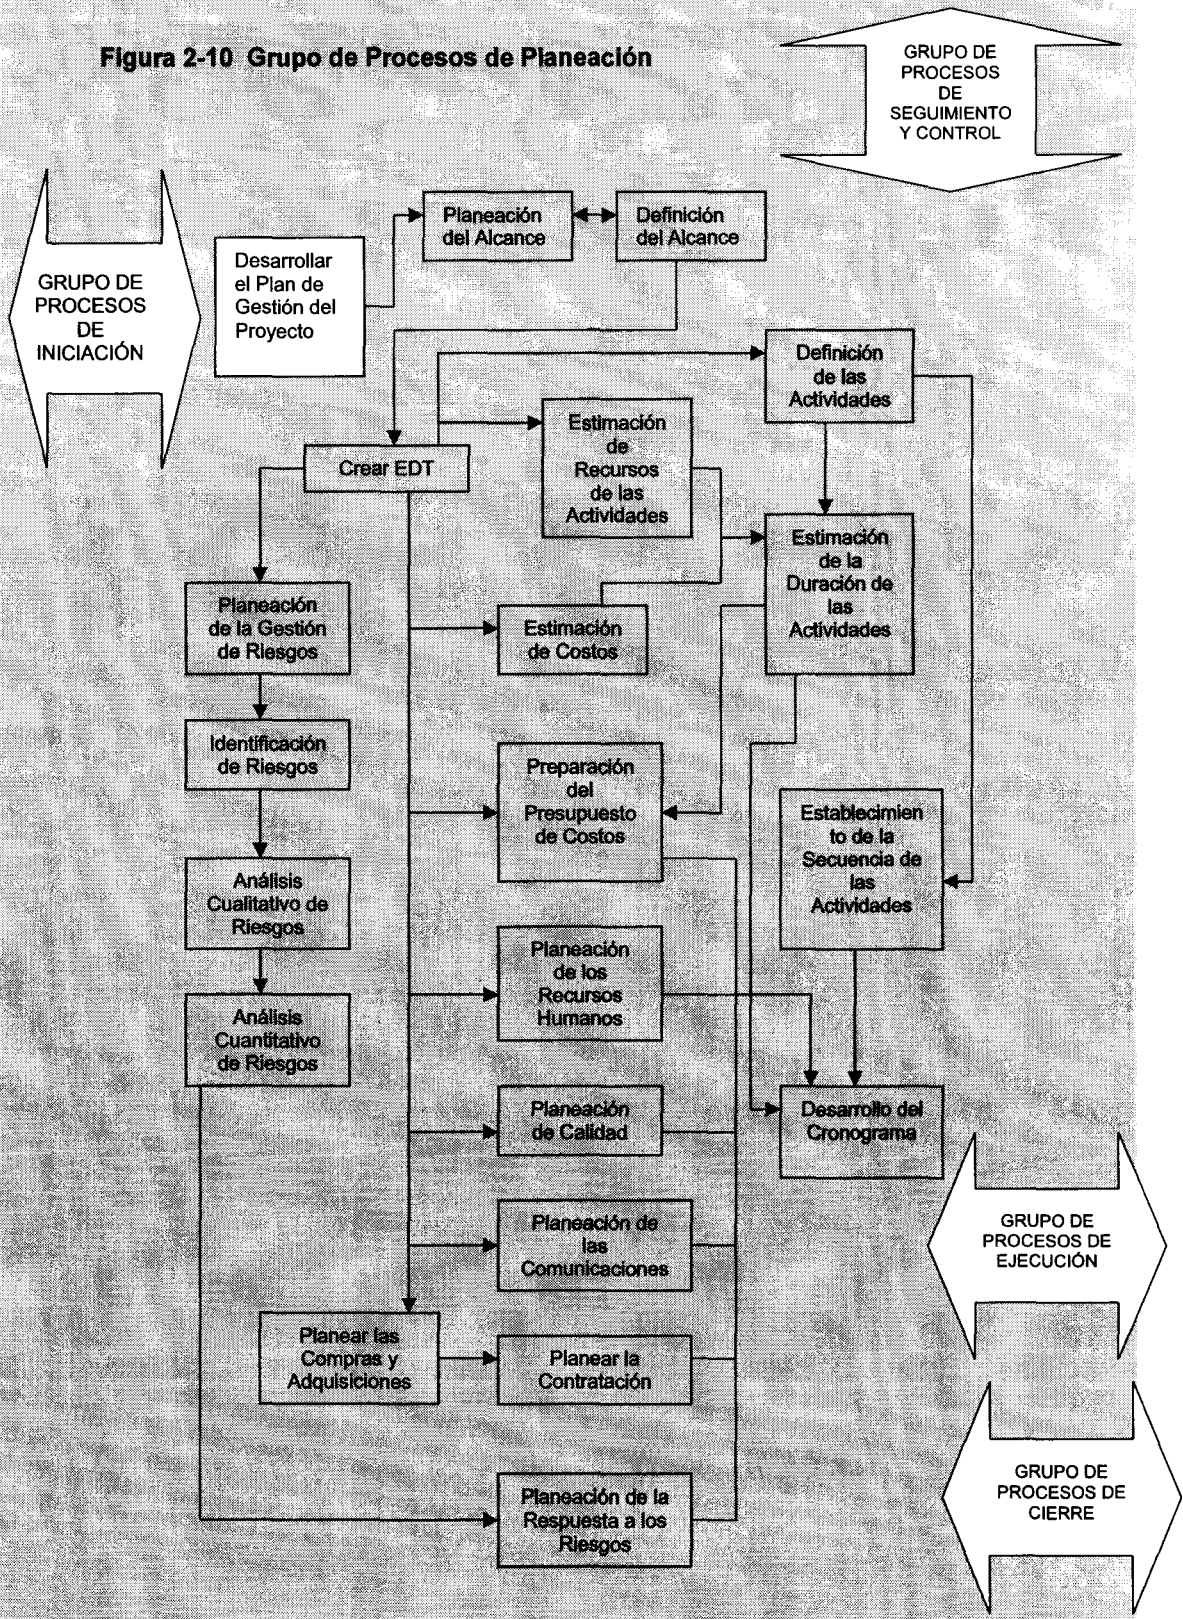 Figura 2-10 Grupo de Procesos de Planeación
GRUPO DE
PROCESOS
DE
SEGUIMIENTO
Y CONTROL
Planeación
del Alcance
Definición
del Alcance
GRUPO DE
PROCESOS
DE
INICIACIÓN
Desarrollar
el Plan de
Gestión del
Proyecto
Definición
de las
Actividades
Estimación
de
Recursos
de las
Actividades
Crear EDT
Estimación
de la
Duración de
las
Actividades
Planeación
de la Gestión
de Riesgos
Estimación
de Costos
Identificación
de Riesgos
Preparación
del
Presupuesto
de Costos
Establecimien
to de la
Secuencia de
las
Actividades
Análisis
Cualitativo de
Riesgos
Planeación
de los
Recursos
Humanos
Análisis
Cuantitativo
de Riesgos
Planeación
de Calidad
Desarrollo del
Cronograma
Planeación de
las
Comunicaciones
GRUPO DE
PROCESOS DE
EJECUCIÓN
Planear las
Compras y
Adquisiciones
Planear la
Contratación
GRUPO DE
PROCESOS DE
CIERRE
Planeación de la
Respuesta a los
Riesgos